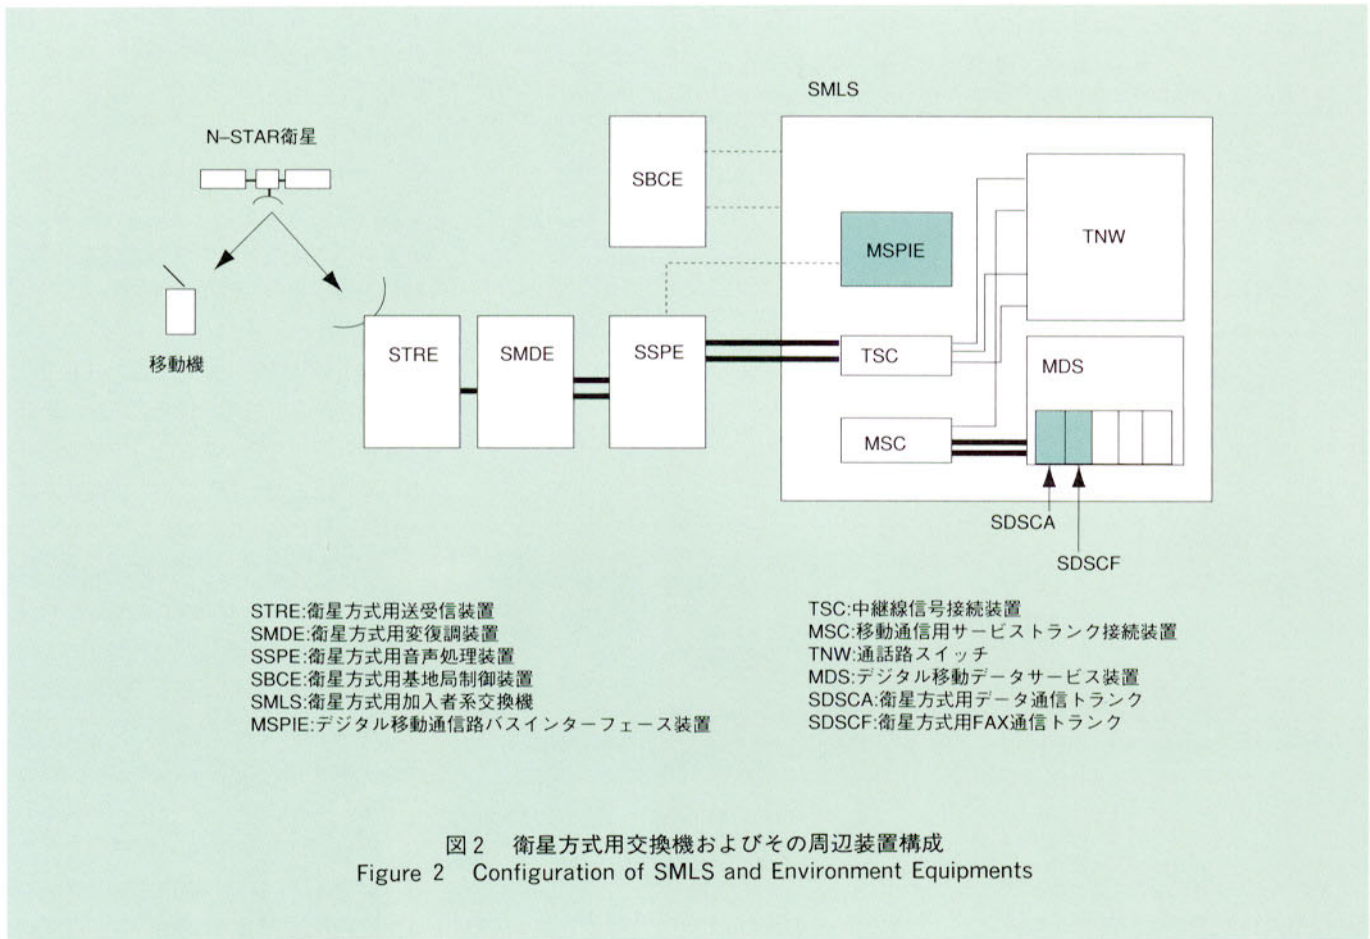 SMLS
N–STAR衛星
SBCE
TNW
MSPIE
移動機
STRE
SMDE
SSPE
TSC
MDS
MSC
SDSCA
SDSCF
STRE:衛星方式用送受信装置
SMDE:衛星方式用変復調装置
SSPE:衛星方式用音声処理装置
SBCE:衛星方式用基地局制御装置
SMLS:衛星方式用加入者系交換機
MSPIE:デジタル移動通信路バスインターフェース装置
TSC:中継線信号接続装置
MSC:移動通信用サービストランク接続装置
TNW:通話路スイッチ
MDS:デジタル移動データサービス装置
SDSCA:衛星方式用データ通信トランク
SDSCF:衛星方式用FAX通信トランク
図2 衛星方式用交換機およびその周辺装置構成
Figure 2 Configuration of SMLS and Environment Equipments